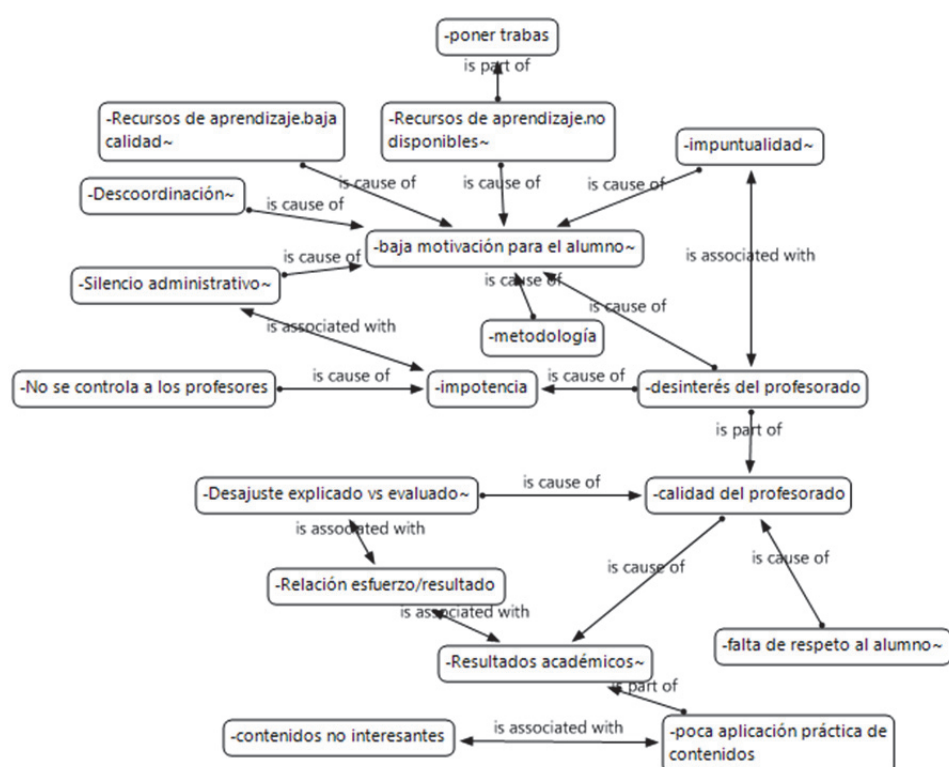 -poner trabas
is part of
-Recursos de aprendizaje.baja
calidad~
-Recursos de aprendizaje.no
disponibles~
-impuntualidad~
is cause of
is cause of
is cause of
-Descoordinación~
is cause of
-baja motivación para el alumno~
is cause of
is associated with
-Silencio administrativo~
is cause of
is cause of
is associated with
-metodología
-No se controla a los profesores
is cause of
-impotencia
is cause of
-desinterés del profesorado
is part of
-Desajuste explicado vs evaluado~
is cause of
-calidad del profesorado
is associated with
is cause of
is cause of
-Relación esfuerzo/resultado
is associated with
-falta de respeto al alumno~
-Resultados académicos~
is part of
-contenidos no interesantes
is associated with
-poca aplicación práctica de
contenidos